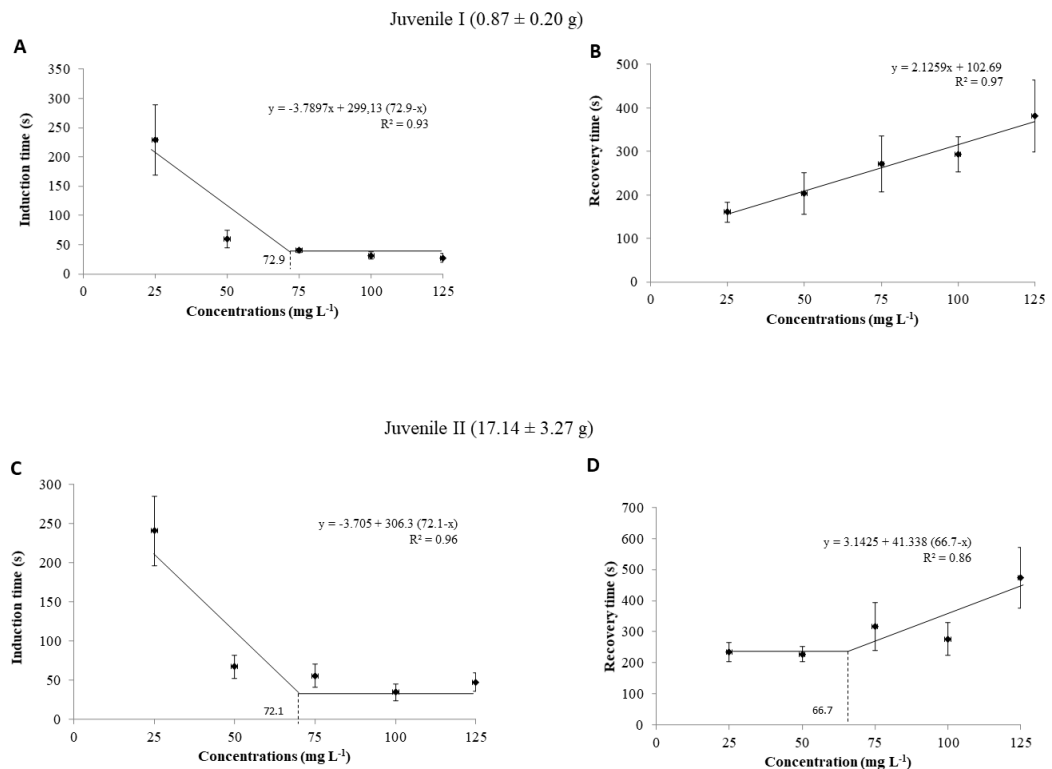 Juvenile I (0.87 ± 0.20 g)
A
350
300
250
200
150
100
50
0
Induction time (s)
y = -3.7897x + 299,13 (72.9-x)
R² = 0.93
72.9
0 25 50 75 100 125
Concentrations (mg L⁻¹)
B
500
400
300
200
100
0
Recovery time (s)
y = 2.1259x + 102.69
R² = 0.97
0 25 50 75 100 125
Concentrations (mg L⁻¹)
Juvenile II (17.14 ± 3.27 g)
C
300
250
200
150
100
50
0
Induction time (s)
y = -3.705 + 306.3 (72.1-x)
R² = 0.96
72.1
0 25 50 75 100 125
Concentrations (mg L⁻¹)
D
700
600
500
400
300
200
100
0
Recovery time (s)
y = 3.1425 + 41.338 (66.7-x)
R² = 0.86
66.7
0 25 50 75 100 125
Concentration (mg L⁻¹)